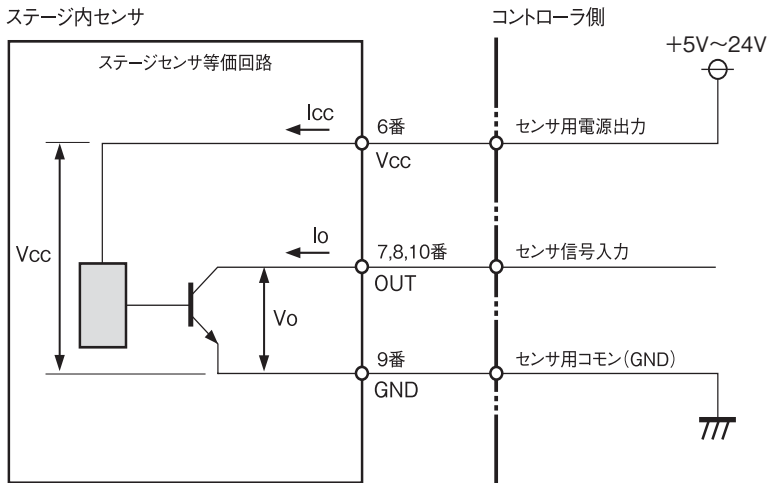 ステージ内センサ
コントローラ側
+5V～24V
ステージセンサ等価回路
Icc
6番
センサ用電源出力
Vcc
Vcc
Io
7,8,10番
センサ信号入力
OUT
Vo
9番
センサ用コモン(GND)
GND